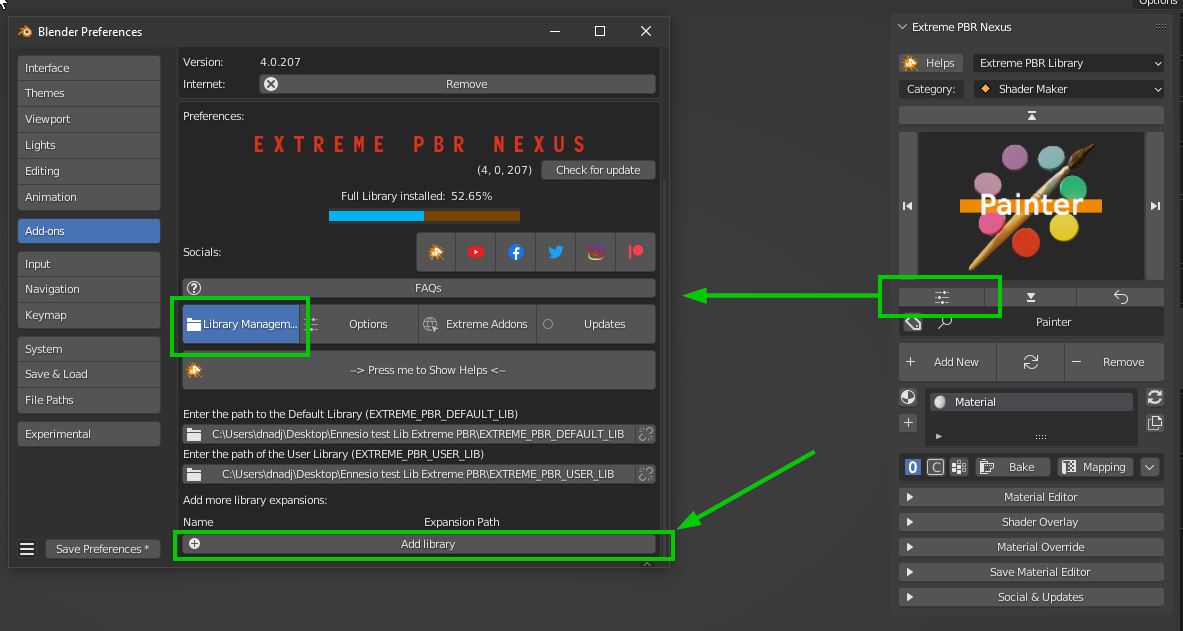 Options
Blender Preferences
Interface
Themes
Viewport
Lights
Editing
Animation
Add-ons
Input
Navigation
Keymap
System
Save & Load
File Paths
Experimental
Save Preferences *
Version: 4.0.207
Internet: Remove
Preferences:
EXTREME PBR NEXUS
(4, 0, 207) Check for update
Full Library installed: 52.65%
Socials:
FAQs
Library Managem... Options Extreme Addons Updates
--> Press me to Show Helps <--
Enter the path to the Default Library (EXTREME_PBR_DEFAULT_LIB)
C:\Users\dnadj\Desktop\Ennesio test Lib Extreme PBR\EXTREME_PBR_DEFAULT_LIB
Enter the path of the User Library (EXTREME_PBR_USER_LIB)
C:\Users\dnadj\Desktop\Ennesio test Lib Extreme PBR\EXTREME_PBR_USER_LIB
Add more library expansions:
Name Expansion Path
Add library
Extreme PBR Nexus
Helps Extreme PBR Library
Category: Shader Maker
Painter
Painter
+ Add New − Remove
Material
0 C Bake Mapping
Material Editor
Shader Overlay
Material Override
Save Material Editor
Social & Updates